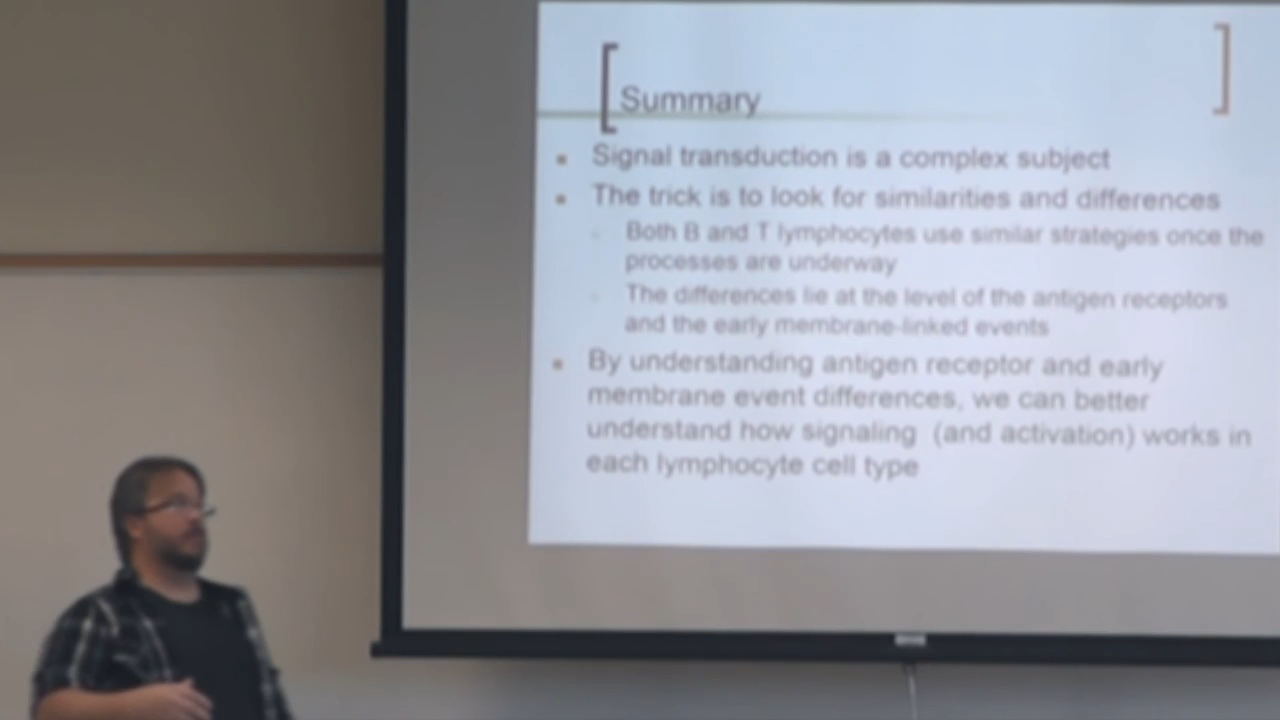 Summary
Signal transduction is a complex subject
The trick is to look for similarities and differences
Both B and T lymphocytes use similar strategies once the
processes are underway
The differences lie at the level of the antigen receptors
and the early membrane-linked events
By understanding antigen receptor and early
membrane event differences, we can better
understand how signaling (and activation) works in
each lymphocyte cell type